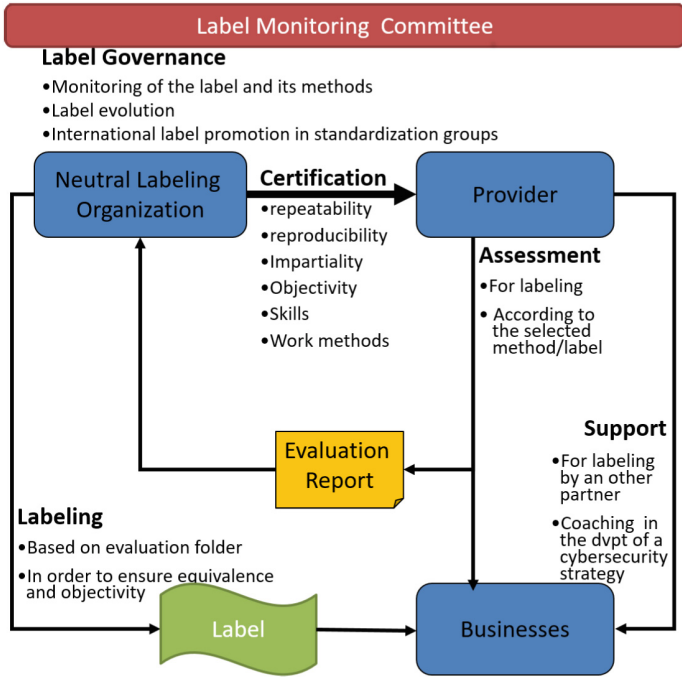 Label Monitoring Committee
Label Governance
•Monitoring of the label and its methods
•Label evolution
•International label promotion in standardization groups
Neutral Labeling
Organization
Certification
•repeatability
•reproducibility
•Impartiality
•Objectivity
•Skills
•Work methods
Provider
Assessment
•For labeling
• According to
the selected
method/label
Evaluation
Report
Support
•For labeling
by an other
partner
•Coaching in
the dvpt of a
cybersecurity
strategy
Labeling
•Based on evaluation folder
•In order to ensure equivalence
and objectivity
Label
Businesses